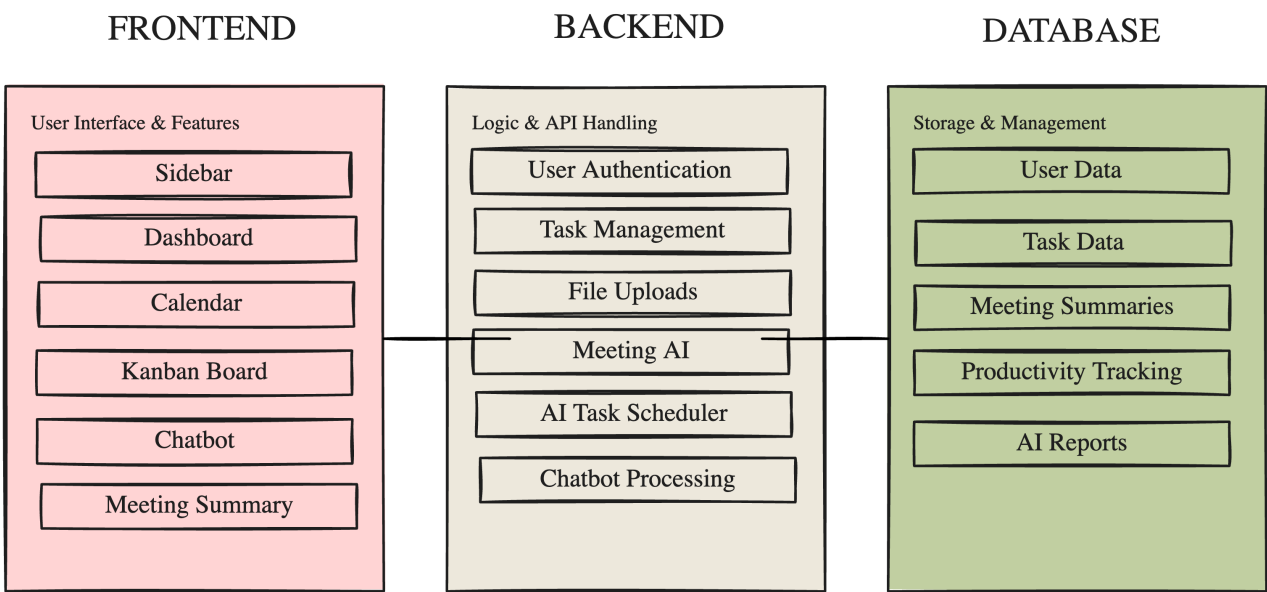 FRONTEND
User Interface & Features
Sidebar
Dashboard
Calendar
Kanban Board
Chatbot
Meeting Summary
BACKEND
Logic & API Handling
User Authentication
Task Management
File Uploads
Meeting AI
AI Task Scheduler
Chatbot Processing
DATABASE
Storage & Management
User Data
Task Data
Meeting Summaries
Productivity Tracking
AI Reports